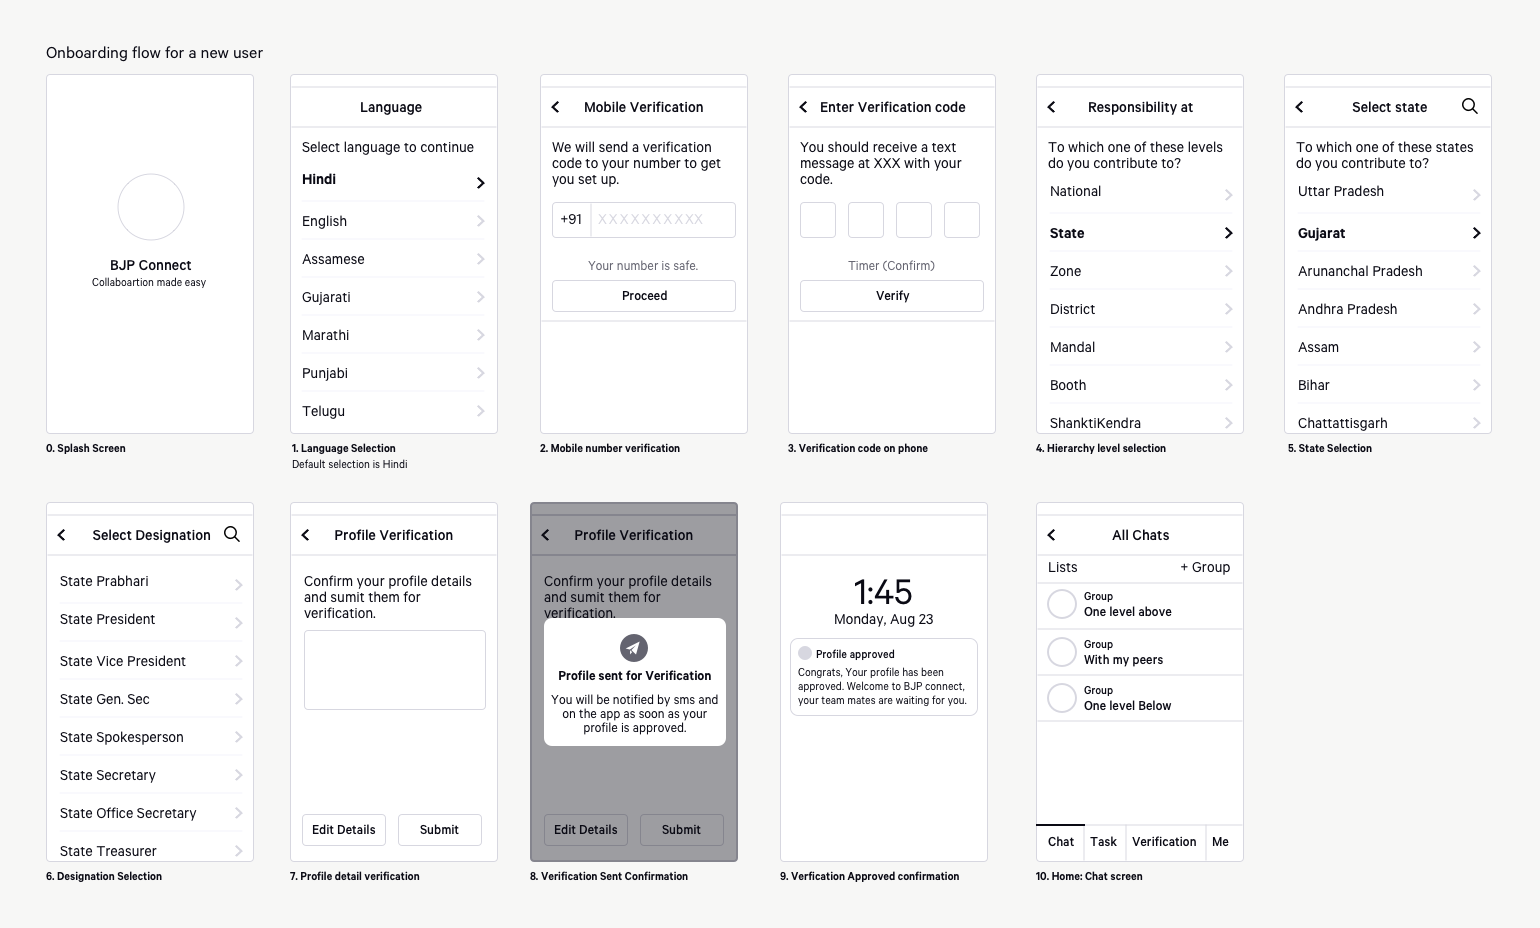 Onboarding flow for a new user
BJP Connect
Collaboartion made easy
0. Splash Screen
Language
Select language to continue
Hindi
English
Assamese
Gujarati
Marathi
Punjabi
Telugu
1. Language Selection
Default selection is Hindi
Mobile Verification
We will send a verification
code to your number to get
you set up.
+91 XXXXXXXXXX
Your number is safe.
Proceed
2. Mobile number verification
Enter Verification code
You should receive a text
message at XXX with your
code.
Timer (Confirm)
Verify
3. Verification code on phone
Responsibility at
To which one of these levels
do you contribute to?
National
State
Zone
District
Mandal
Booth
ShanktiKendra
4. Hierarchy level selection
Select state
To which one of these states
do you contribute to?
Uttar Pradesh
Gujarat
Arunanchal Pradesh
Andhra Pradesh
Assam
Bihar
Chattattisgarh
5. State Selection
Select Designation
State Prabhari
State President
State Vice President
State Gen. Sec
State Spokesperson
State Secretary
State Office Secretary
State Treasurer
6. Designation Selection
Profile Verification
Confirm your profile details
and sumit them for
verification.
Edit Details Submit
7. Profile detail verification
Profile Verification
Confirm your profile details
and sumit them for
verification.
Profile sent for Verification
You will be notified by sms and
on the app as soon as your
profile is approved.
Edit Details Submit
8. Verification Sent Confirmation
1:45
Monday, Aug 23
Profile approved
Congrats, Your profile has been
approved. Welcome to BJP connect,
your team mates are waiting for you.
9. Verfication Approved confirmation
All Chats
Lists + Group
Group
One level above
Group
With my peers
Group
One level Below
Chat Task Verification Me
10. Home: Chat screen